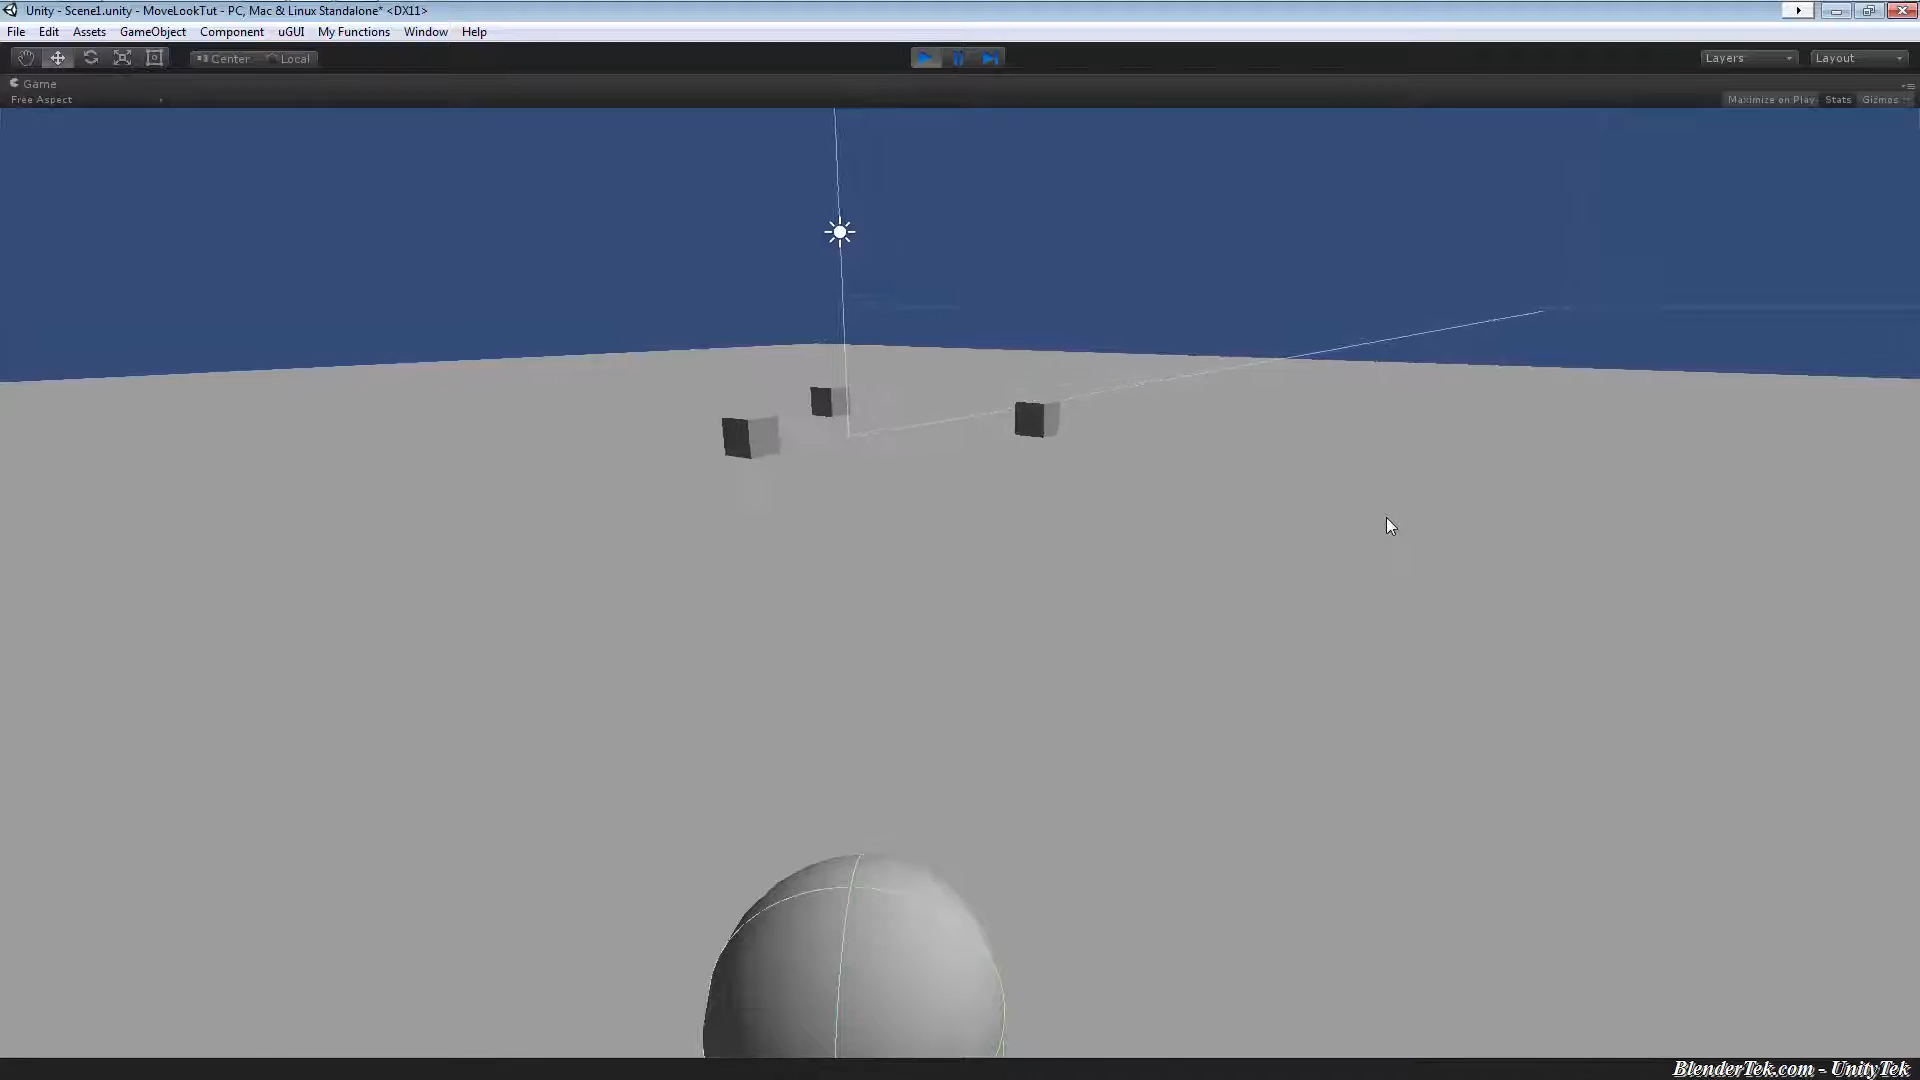 Unity - Scene1.unity - MoveLookTut - PC, Mac & Linux Standalone* <DX11>
File Edit Assets GameObject Component uGUI My Functions Window Help
Center Local Layers Layout
Game
Free Aspect Maximize on Play Stats Gizmos
BlenderTek.com - UnityTek